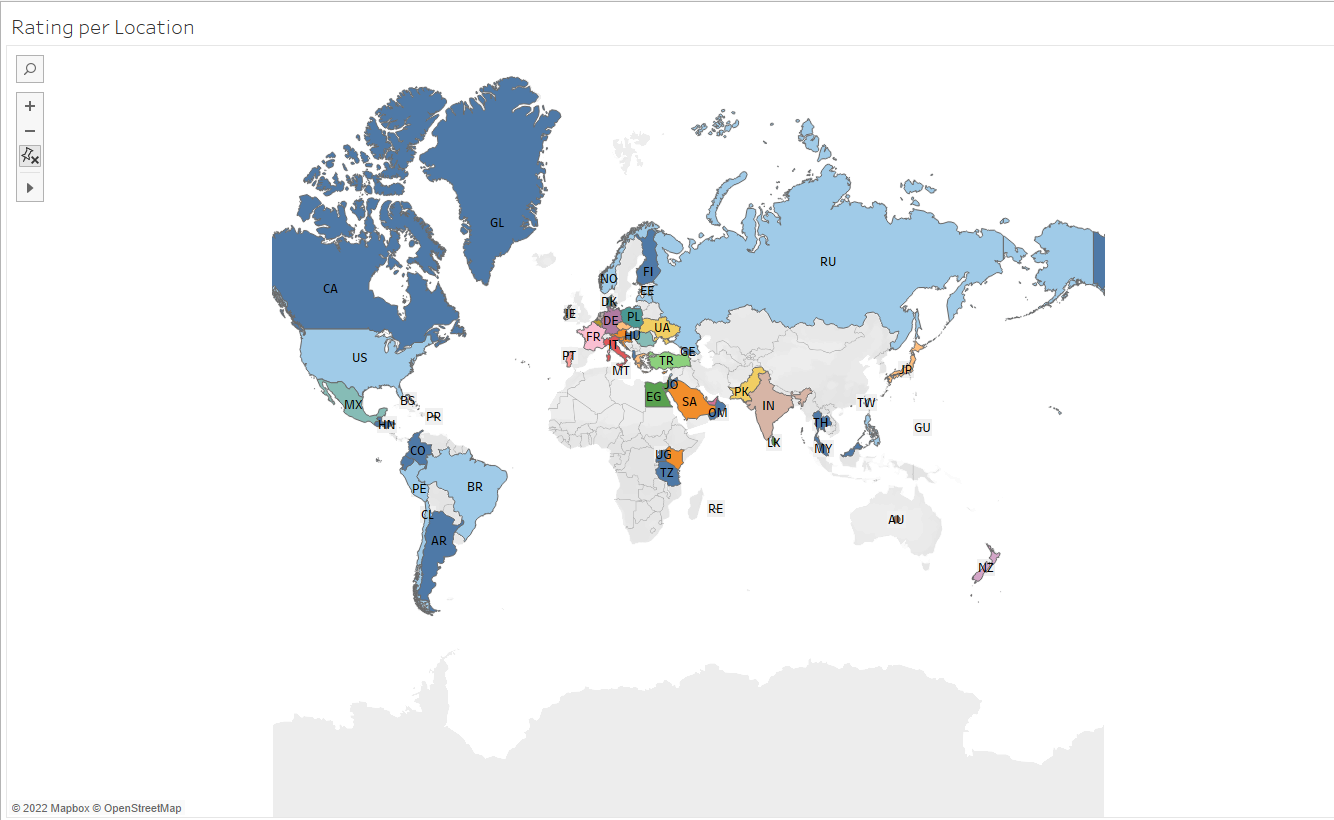 Rating per Location
GL
RU
FI
NO
CA
EE
DK
IE
DE
PL
UA
FR
HU
IT
GE
PT
US
TR
MT
JP
JO
PK
EG
BS
SA
TW
MX
IN
OM
PR
HN
TH
GU
LK
MY
CO
UG
TZ
BR
PE
RE
CL
AU
AR
NZ
© 2022 Mapbox © OpenStreetMap